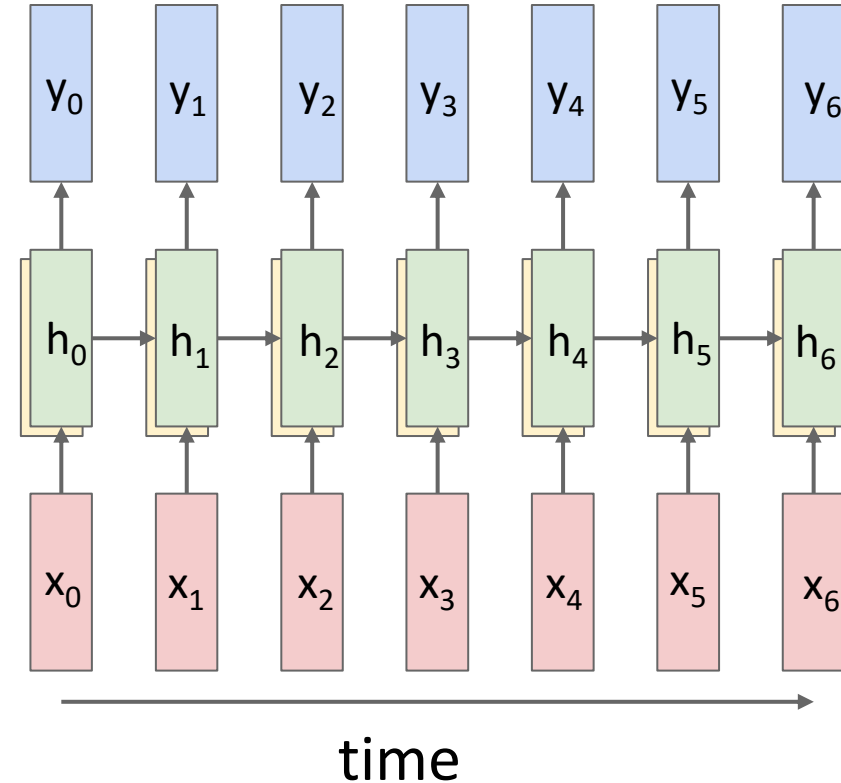 y₀ y₁ y₂ y₃ y₄ y₅ y₆
h₀ h₁ h₂ h₃ h₄ h₅ h₆
x₀ x₁ x₂ x₃ x₄ x₅ x₆
time